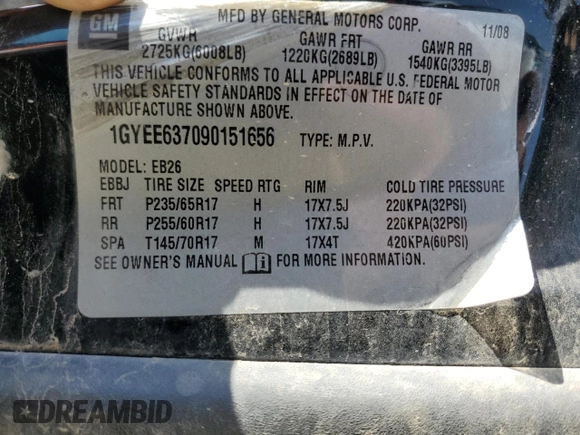 GM
MFD BY GENERAL MOTORS CORP. 11/08
GVWR GAWR FRT GAWR RR
2725KG(6008LB) 1220KG(2689LB) 1540KG(3395LB)
THIS VEHICLE CONFORMS TO ALL APPLICABLE U.S. FEDERAL MOTOR
VEHICLE SAFETY STANDARDS IN EFFECT ON THE DATE OF
MANUFACTURE SHOWN ABOVE.
1GYEE637090151656 TYPE: M.P.V.
MODEL: EB26
EBBJ TIRE SIZE SPEED RTG RIM COLD TIRE PRESSURE
FRT P235/65R17 H 17X7.5J 220KPA(32PSI)
RR P255/60R17 H 17X7.5J 220KPA(32PSI)
SPA T145/70R17 M 17X4T 420KPA(60PSI)
SEE OWNER'S MANUAL FOR MORE INFORMATION.
DREAMBID